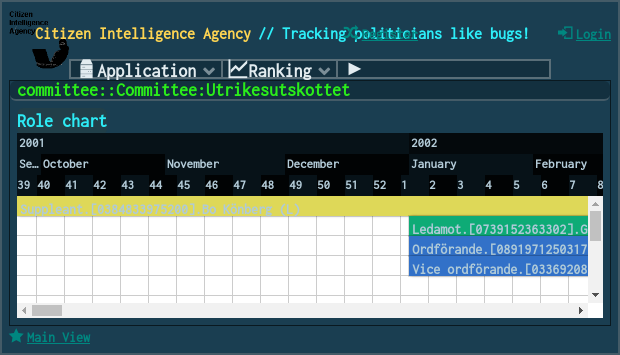 Citizen
Intelligence
Agency
Citizen Intelligence Agency // Tracking politicians like bugs!
Register
Login
Application
Ranking
committee::Committee:Utrikesutskottet
Role chart
2001 2002
Se… October November December January February
39 40 41 42 43 44 45 46 47 48 49 50 51 52 1 2 3 4 5 6 7 8
Suppleant. Bo Könberg (L)
Ledamot.[0739152363302].G
Ordförande.[0891971250317
Vice ordförande.[03369208
Main View